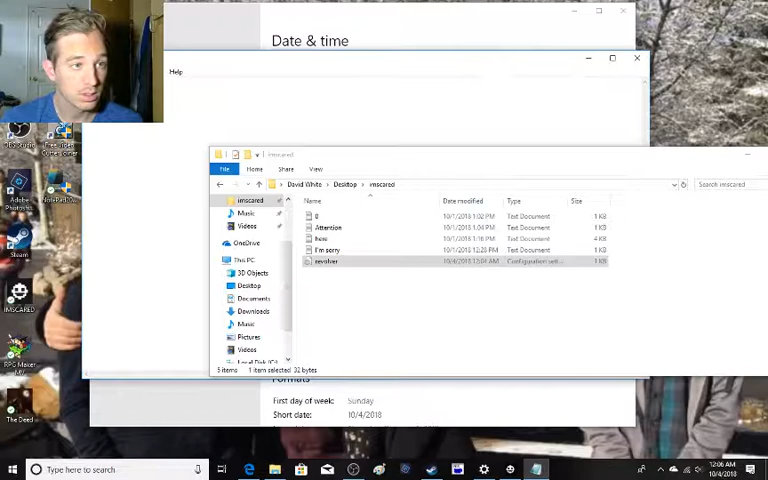 Date & time
Help
imscared
File
Home
Share
View
David White
Desktop
imscared
Search imscared
imscared
Music
Videos
OneDrive
This PC
3D Objects
Desktop
Documents
Downloads
Music
Pictures
Videos
Name
Date modified
Type
Size
10/1/2018 1:02 PM
Text Document
1 KB
Attention
10/1/2018 1:04 PM
Text Document
1 KB
here
10/1/2018 1:16 PM
Text Document
4 KB
I'm sorry
10/1/2018 12:28 PM
Text Document
1 KB
revolver
10/4/2018 12:04 AM
Configuration sett...
1 KB
5 items
1 item selected
32 bytes
Adobe
Steam
IMSCARED
RPG Maker
MV
The Deed
Formats
First day of week:
Sunday
Short date:
10/4/2018
Type here to search
12:06 AM
10/4/2018